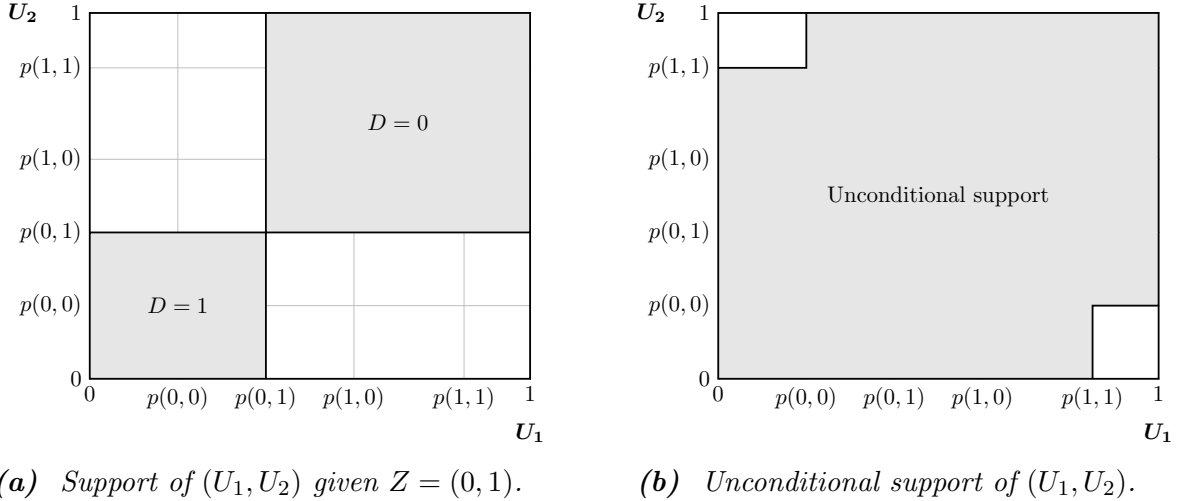 U₂ 1
p(1, 1)
D = 0
p(1, 0)
p(0, 1)
p(0, 0)
D = 1
0
0 p(0, 0) p(0, 1) p(1, 0) p(1, 1) 1
U₁
(a) Support of (U₁, U₂) given Z = (0, 1).
U₂ 1
p(1, 1)
p(1, 0)
Unconditional support
p(0, 1)
p(0, 0)
0
0 p(0, 0) p(0, 1) p(1, 0) p(1, 1) 1
U₁
(b) Unconditional support of (U₁, U₂).